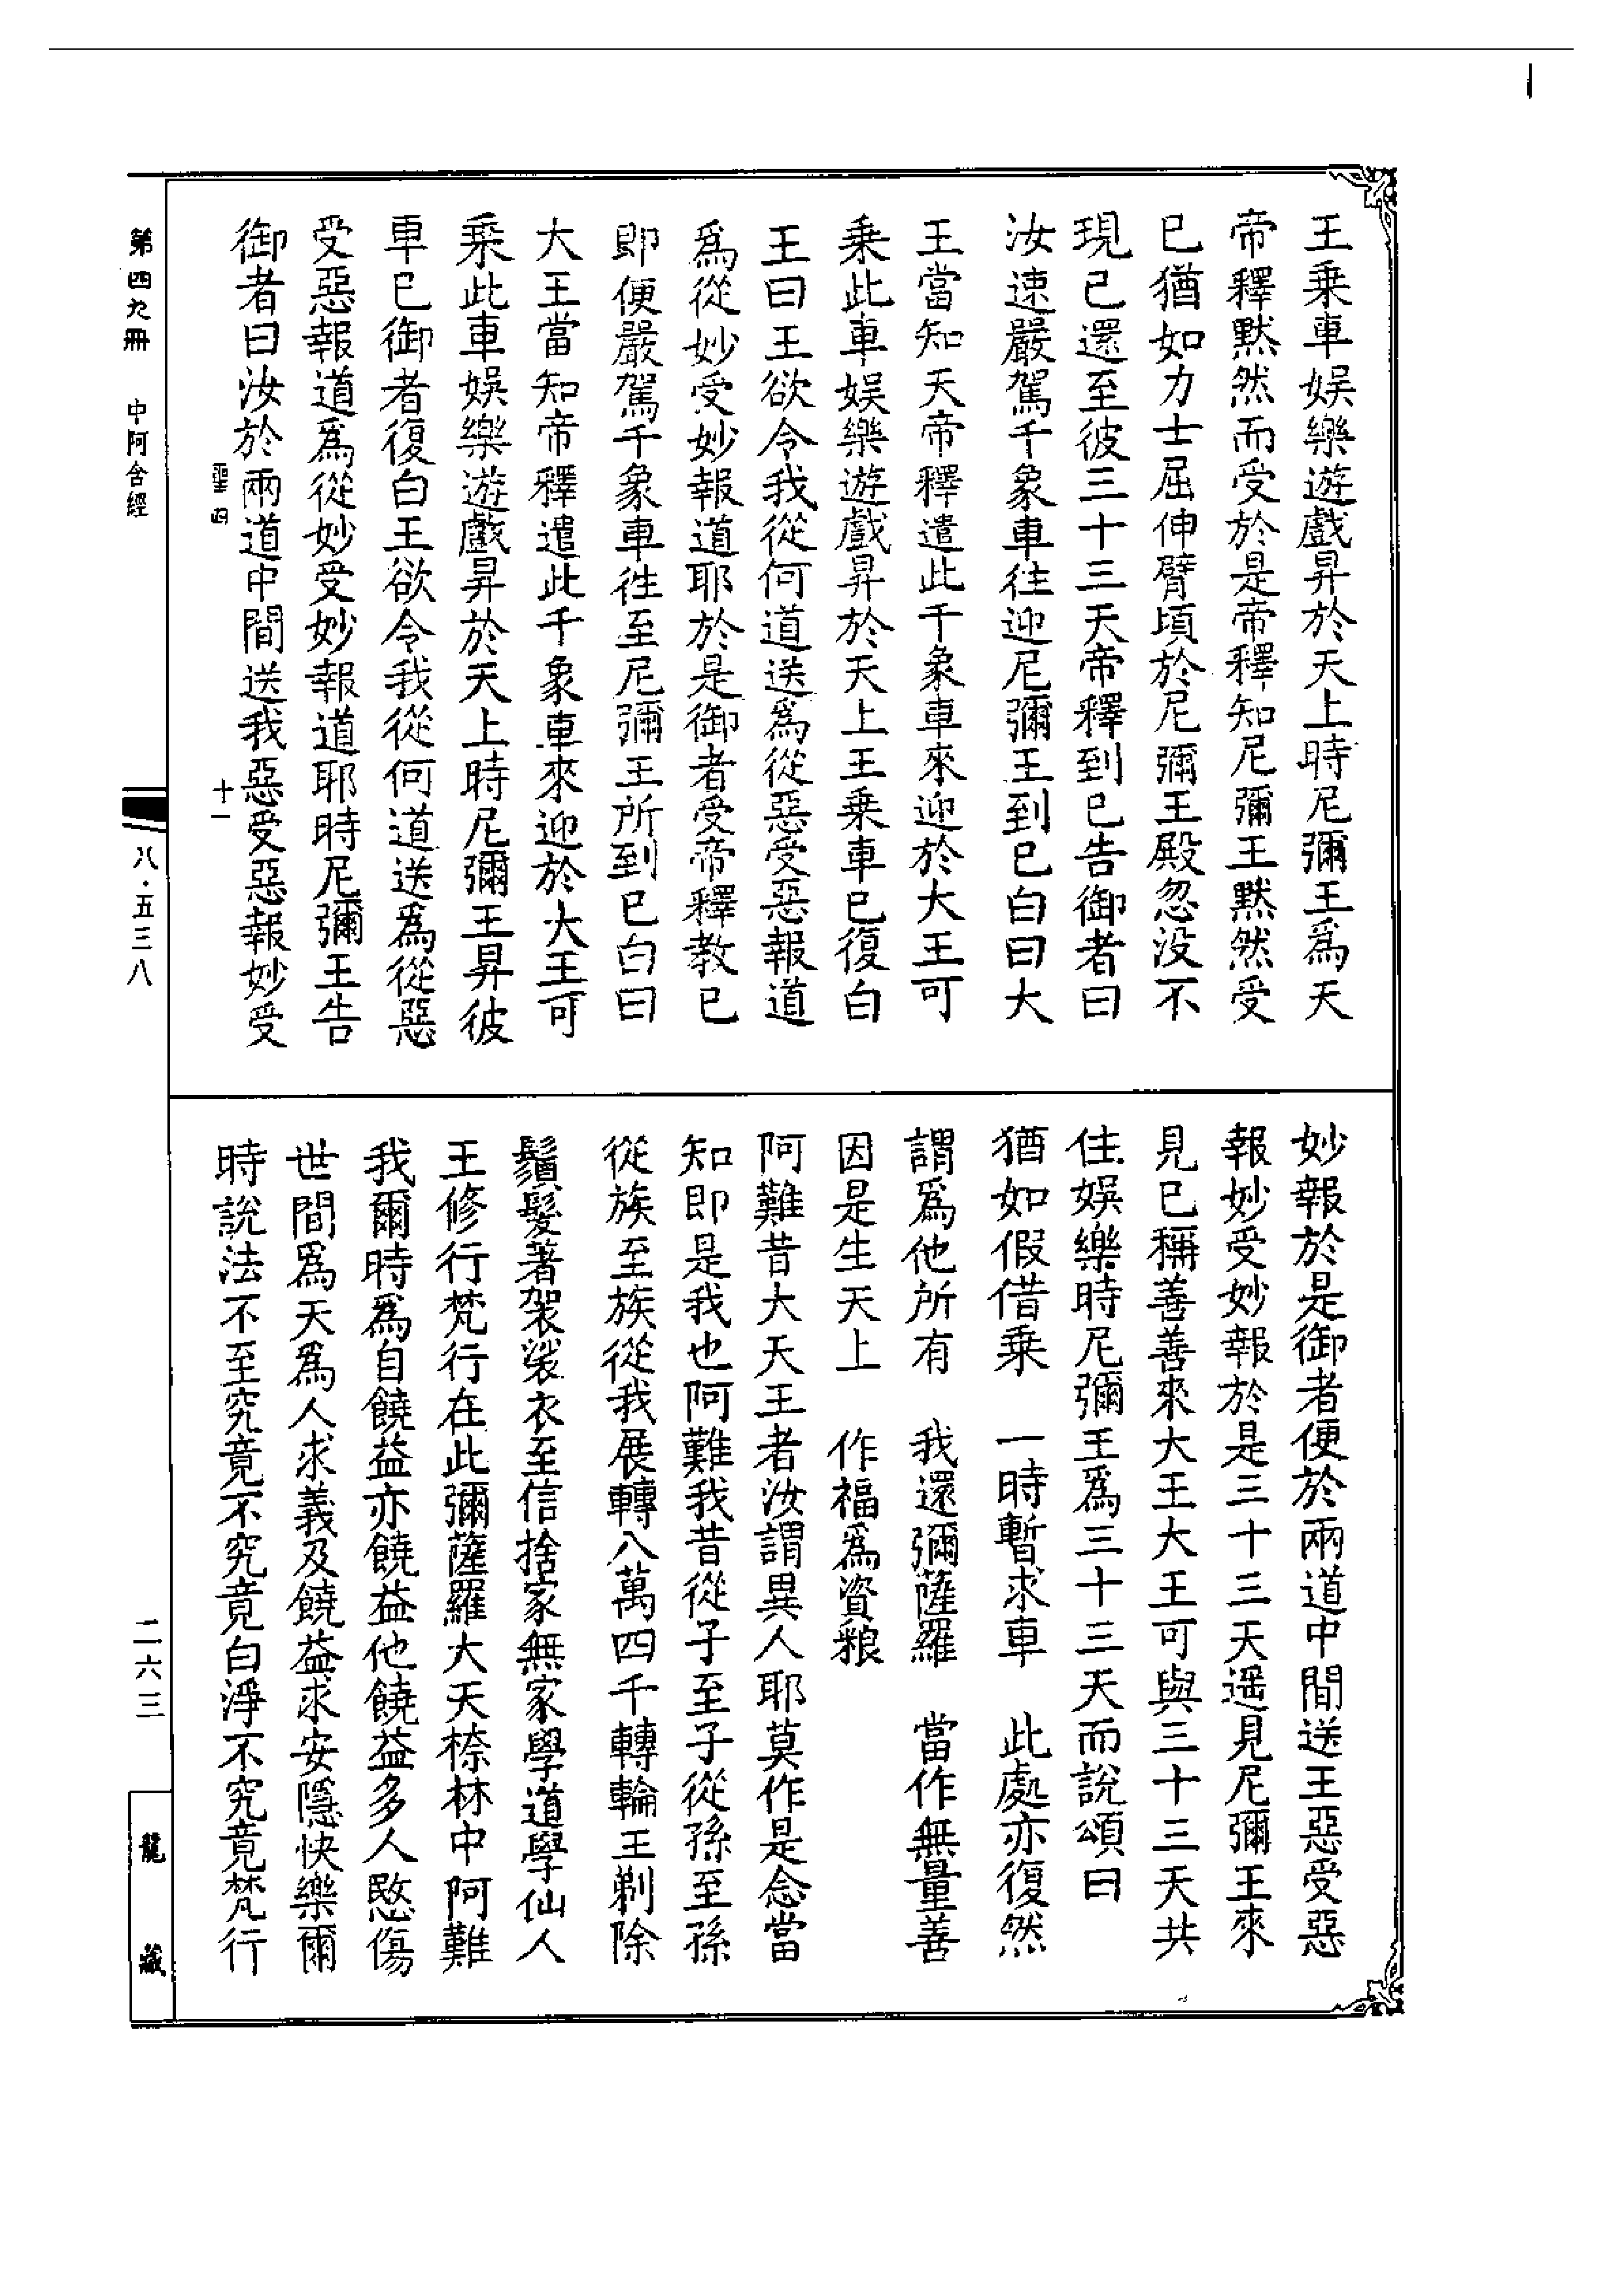 王乗車娯樂遊戲昇於天上時尼彌王爲天
帝釋黙然而受於是帝釋知尼彌王黙然受
已猶如力士屈伸臂頃於尼彌王殿忽没不
現已還至彼三十三天帝釋到已告御者曰
汝速嚴駕千象車往迎尼彌王到已白曰大
王當知天帝釋遣此千象車來迎於大王可
乗此車娯樂遊戲昇於天上王乗車已復白
王曰王欲令我從何道送爲從惡受惡報道
爲從妙受妙報道耶於是御者受帝釋教已
即便嚴駕千象車往至尼彌王所到已白曰
大王當知帝釋遣此千象車來迎於大王可
乗此車娯樂遊戲昇於天上時尼彌王昇彼
車已御者復白王欲令我從何道送爲從惡
受惡報道爲從妙受妙報道耶時尼彌王告
御者曰汝於兩道中間送我惡受惡報妙受
聖四 十一
妙報於是御者便於兩道中間送王惡受惡
報妙受妙報於是三十三天遥見尼彌王來
見已稱善善來大王大王可與三十三天共
住娯樂時尼彌王爲三十三天而說頌曰
猶如假借乗 一時暫求車 此處亦復然
謂爲他所有 我還彌薩羅 當作無量善
因是生天上 作福爲資粮
阿難昔大天王者汝謂異人耶莫作是念當
知即是我也阿難我昔從子至子從孫至孫
從族至族從我展轉八萬四千轉輪王剃除
鬚髮著袈裟衣至信捨家無家學道學仙人
王修行梵行在此彌薩羅大天㮈林中阿難
我爾時爲自饒益亦饒益他饒益多人愍傷
世間爲天爲人求義及饒益求安隱快樂爾
時說法不至究竟不究竟白淨不究竟梵行
第四九冊 中阿含經 八·五三八 二六三 龍藏